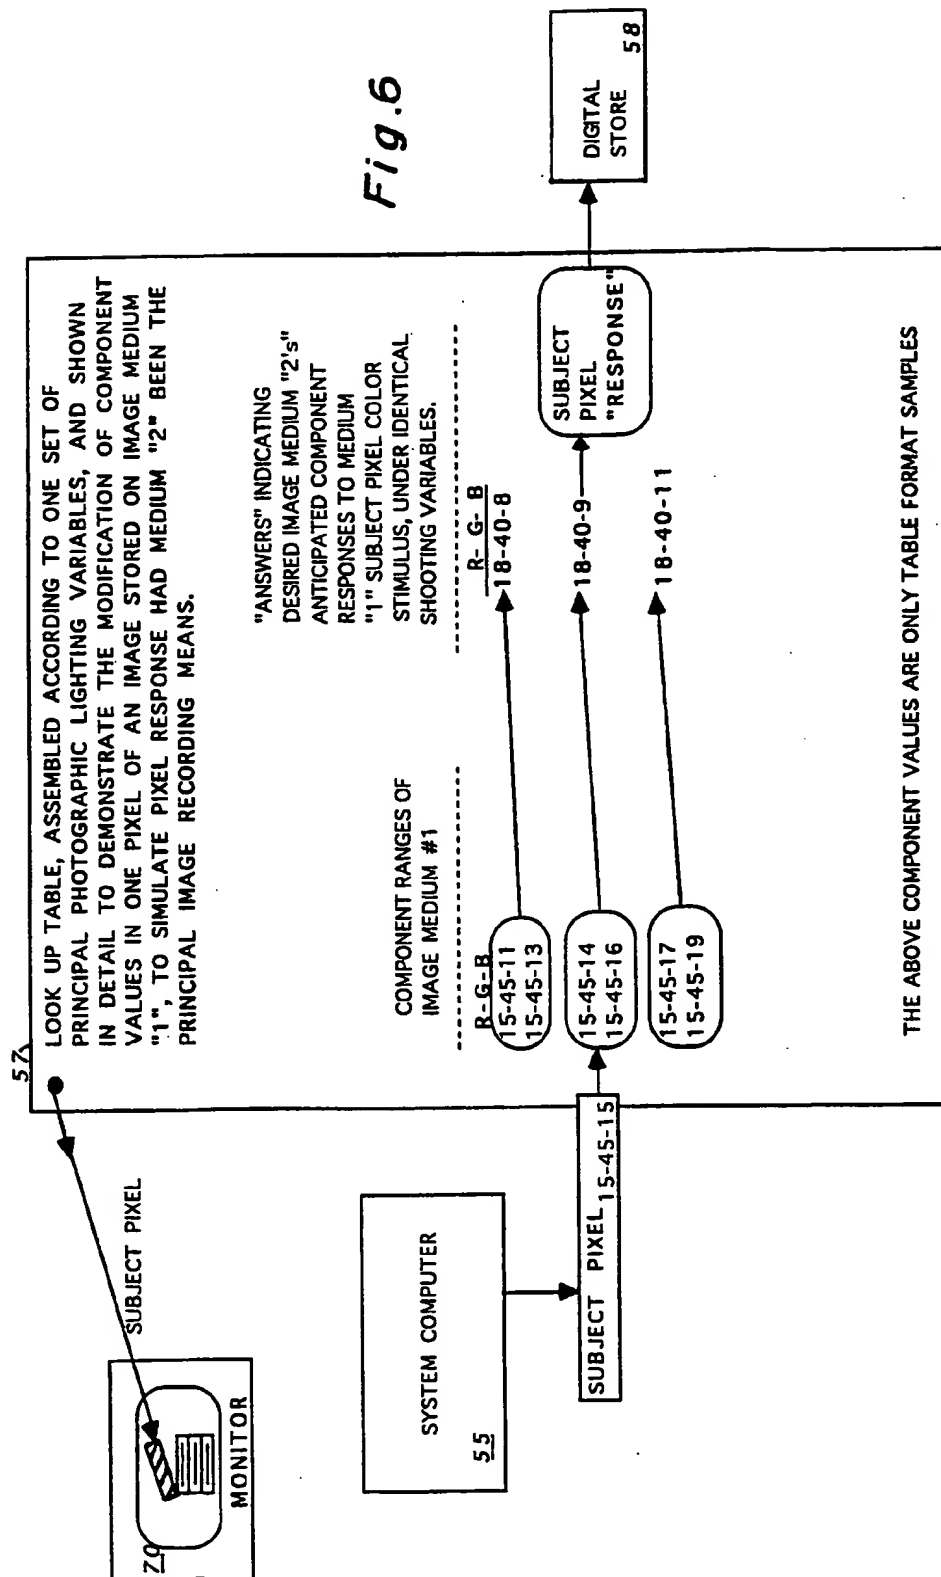 Fig.6
57
LOOK UP TABLE, ASSEMBLED ACCORDING TO ONE SET OF
PRINCIPAL PHOTOGRAPHIC LIGHTING VARIABLES, AND SHOWN
IN DETAIL TO DEMONSTRATE THE MODIFICATION OF COMPONENT
VALUES IN ONE PIXEL OF AN IMAGE STORED ON IMAGE MEDIUM
"1", TO SIMULATE PIXEL RESPONSE HAD MEDIUM "2" BEEN THE
PRINCIPAL IMAGE RECORDING MEANS.
SUBJECT PIXEL
70
MONITOR
SYSTEM COMPUTER
55
SUBJECT PIXEL 15-45-15
COMPONENT RANGES OF
IMAGE MEDIUM #1
R-G-B
15-45-11
15-45-13
15-45-14
15-45-16
15-45-17
15-45-19
"ANSWERS" INDICATING
DESIRED IMAGE MEDIUM "2's"
ANTICIPATED COMPONENT
RESPONSES TO MEDIUM
"1" SUBJECT PIXEL COLOR
STIMULUS, UNDER IDENTICAL
SHOOTING VARIABLES.
R- G- B
18-40-8
18-40-9
18-40-11
SUBJECT
PIXEL
"RESPONSE"
DIGITAL
STORE
58
THE ABOVE COMPONENT VALUES ARE ONLY TABLE FORMAT SAMPLES